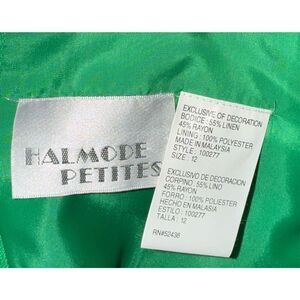 HALMODE
PETITES
EXCLUSIVE OF DECORATION
BODICE: 55% LINEN
45% RAYON
LINING: 100% POLYESTER
MADE IN MALAYSIA
STYLE: 100277
SIZE: 12
EXCLUSIVO DE DECORACION
CORPINO: 55% LINO
45% RAYON
FORRO: 100% POLYESTER
HECHO EN MALASIA
ESTILO: 100277
TALLA: 12
RN#52436